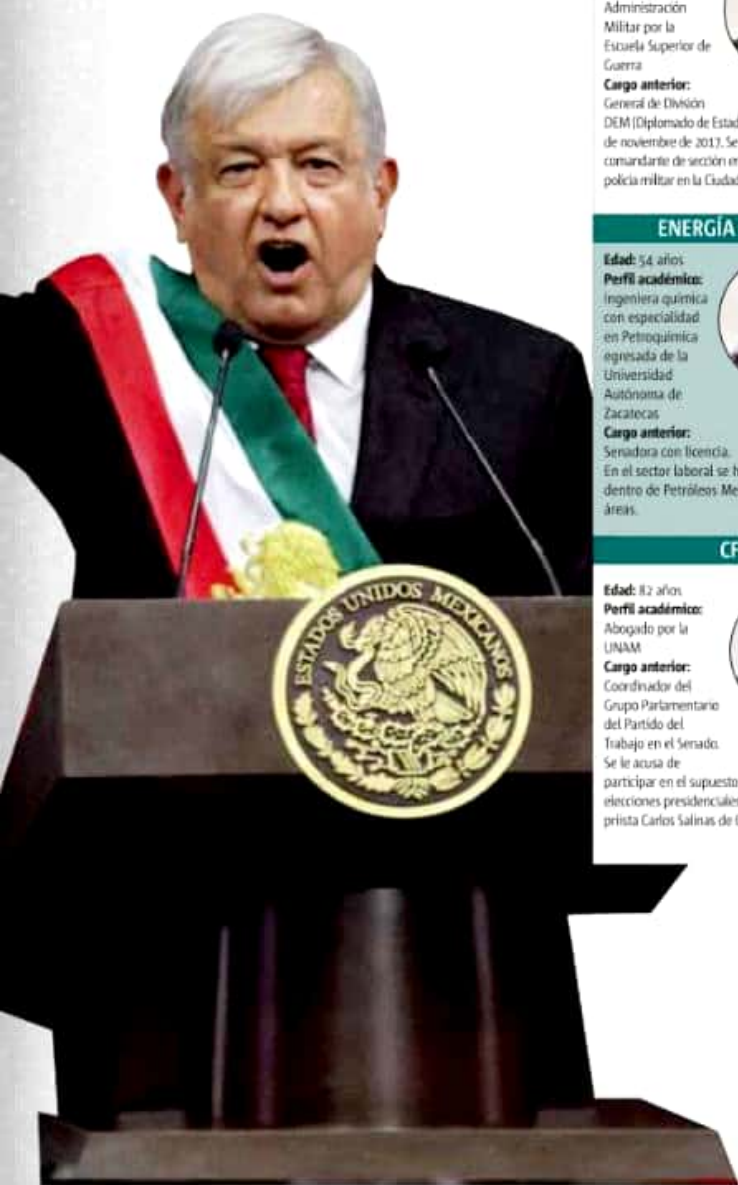 Administración
Militar por la
Escuela Superior de
Guerra
Cargo anterior:
General de División
DEM (Diplomado de Estad
de noviembre de 2017. Se
comandante de sección en
policía militar en la Ciudad
ENERGÍA
Edad: 54 años
Perfil académico:
Ingeniera química
con especialidad
en Petroquímica
egresada de la
Universidad
Autónoma de
Zacatecas
Cargo anterior:
Senadora con licencia.
En el sector laboral se h
dentro de Petróleos Me
áreas.
CF
Edad: 82 años
Perfil académico:
Abogado por la
UNAM
Cargo anterior:
Coordinador del
Grupo Parlamentario
del Partido del
Trabajo en el Senado.
Se le acusa de
participar en el supuesto
elecciones presidenciales
priista Carlos Salinas de
ESTADOS UNIDOS MEXICANOS